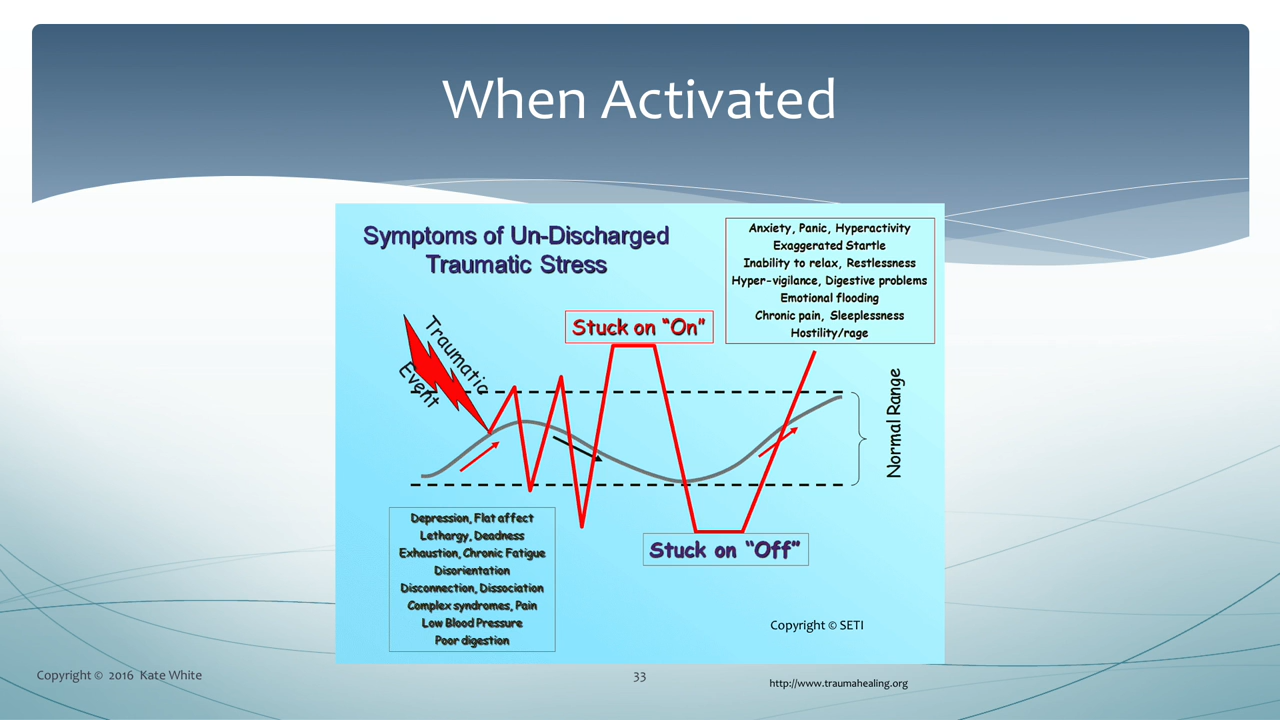 When Activated
Symptoms of Un-Discharged
Traumatic Stress
Anxiety, Panic, Hyperactivity
Exaggerated Startle
Inability to relax, Restlessness
Hyper-vigilance, Digestive problems
Emotional flooding
Chronic pain, Sleeplessness
Hostility/rage
Stuck on “On”
Traumatic
Event
Normal Range
Depression, Flat affect
Lethargy, Deadness
Exhaustion, Chronic Fatigue
Disorientation
Disconnection, Dissociation
Complex syndromes, Pain
Low Blood Pressure
Poor digestion
Stuck on “Off”
Copyright © SETI
Copyright © 2016 Kate White
33
http://www.traumahealing.org